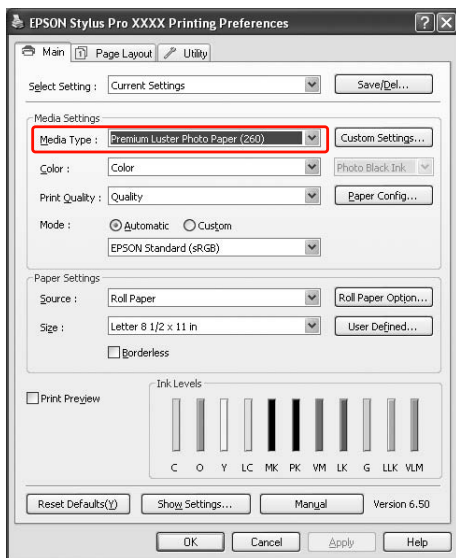 EPSON Stylus Pro XXXX Printing Preferences
Main Page Layout Utility
Select Setting : Current Settings Save/Del...
Media Settings
Media Type : Premium Luster Photo Paper (260) Custom Settings...
Color : Color Photo Black Ink
Print Quality : Quality Paper Config...
Mode : Automatic Custom
EPSON Standard (sRGB)
Paper Settings
Source : Roll Paper Roll Paper Option...
Size : Letter 8 1/2 x 11 in User Defined...
Borderless
Ink Levels
Print Preview
C O Y LC MK PK VM LK G LLK VLM
Reset Defaults(Y) Show Settings... Manual Version 6.50
OK Cancel Apply Help